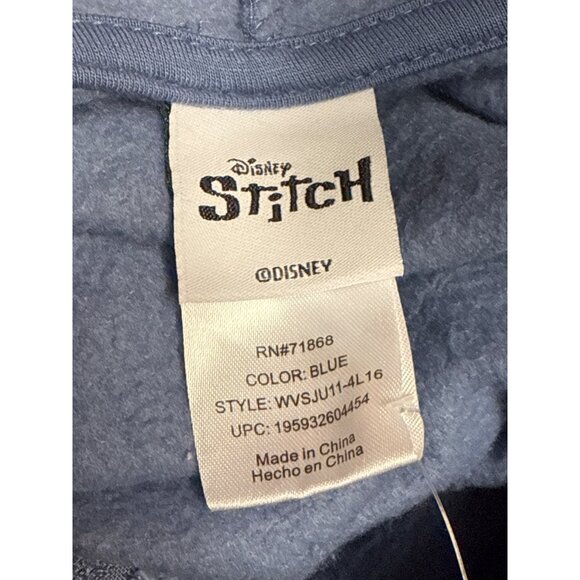 Disney
Stitch
©DISNEY
RN#71868
COLOR: BLUE
STYLE: WVSJU11-4L16
UPC: 195932604454
Made in China
Hecho en China